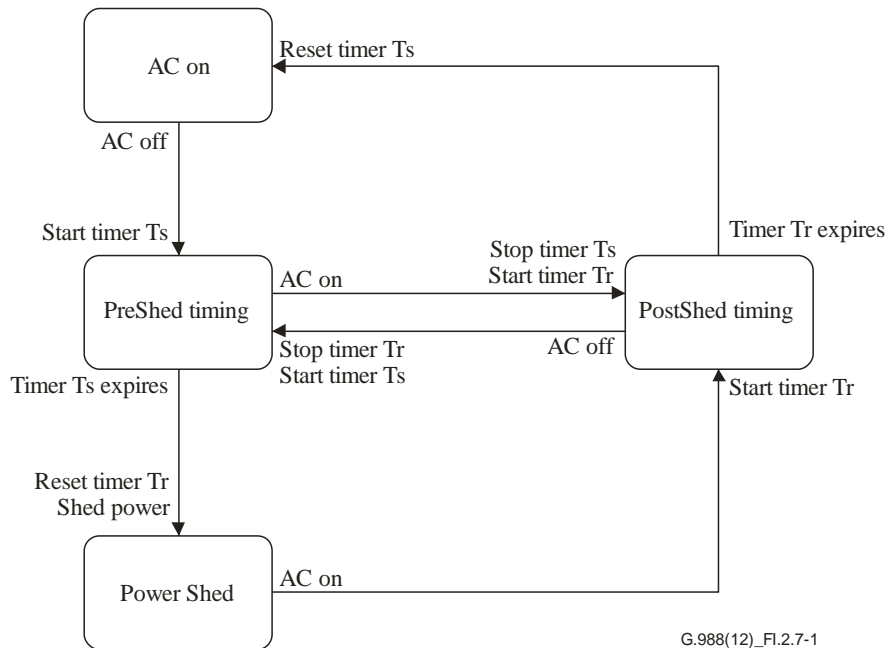 AC on
Reset timer Ts
AC off
Start timer Ts
Timer Tr expires
Stop timer Ts
Start timer Tr
AC on
PreShed timing
PostShed timing
AC off
Stop timer Tr
Start timer Ts
Timer Ts expires
Start timer Tr
Reset timer Tr
Shed power
Power Shed
AC on
G.988(12)_FI.2.7-1